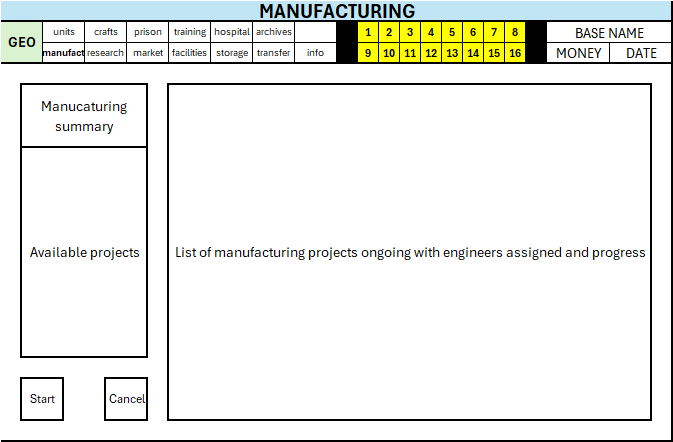 MANUFACTURING
GEO units crafts prison training hospital archives 1 2 3 4 5 6 7 8 BASE NAME
manufact research market facilities storage transfer info 9 10 11 12 13 14 15 16 MONEY DATE
Manucaturing
summary
Available projects
List of manufacturing projects ongoing with engineers assigned and progress
Start
Cancel